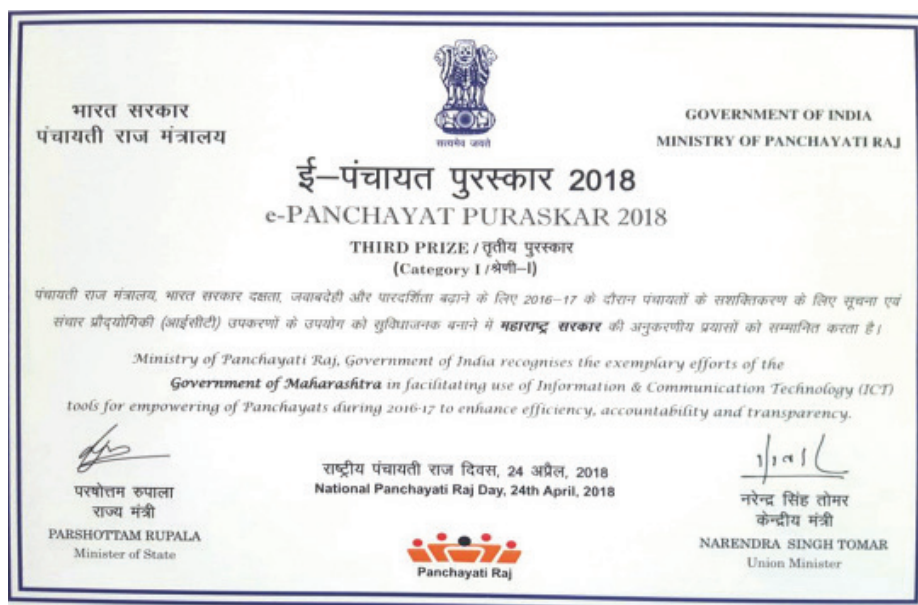 सत्यमेव जयते
भारत सरकार
पंचायती राज मंत्रालय
GOVERNMENT OF INDIA
MINISTRY OF PANCHAYATI RAJ
ई–पंचायत पुरस्कार 2018
e-PANCHAYAT PURASKAR 2018
THIRD PRIZE / तृतीय पुरस्कार
(Category I /श्रेणी–I)
पंचायती राज मंत्रालय, भारत सरकार दक्षता, जवाबदेही और पारदर्शिता बढ़ाने के लिए 2016–17 के दौरान पंचायतों के सशक्तिकरण के लिए सूचना एवं
संचार प्रौद्योगिकी (आईसीटी) उपकरणों के उपयोग को सुविधाजनक बनाने में महाराष्ट्र सरकार की अनुकरणीय प्रयासों को सम्मानित करता है।
Ministry of Panchayati Raj, Government of India recognises the exemplary efforts of the
Government of Maharashtra in facilitating use of Information & Communication Technology (ICT)
tools for empowering of Panchayats during 2016-17 to enhance efficiency, accountability and transparency.
परषोत्तम रुपाला
राज्य मंत्री
PARSHOTTAM RUPALA
Minister of State
राष्ट्रीय पंचायती राज दिवस, 24 अप्रैल, 2018
National Panchayati Raj Day, 24th April, 2018
Panchayati Raj
नरेन्द्र सिंह तोमर
केन्द्रीय मंत्री
NARENDRA SINGH TOMAR
Union Minister